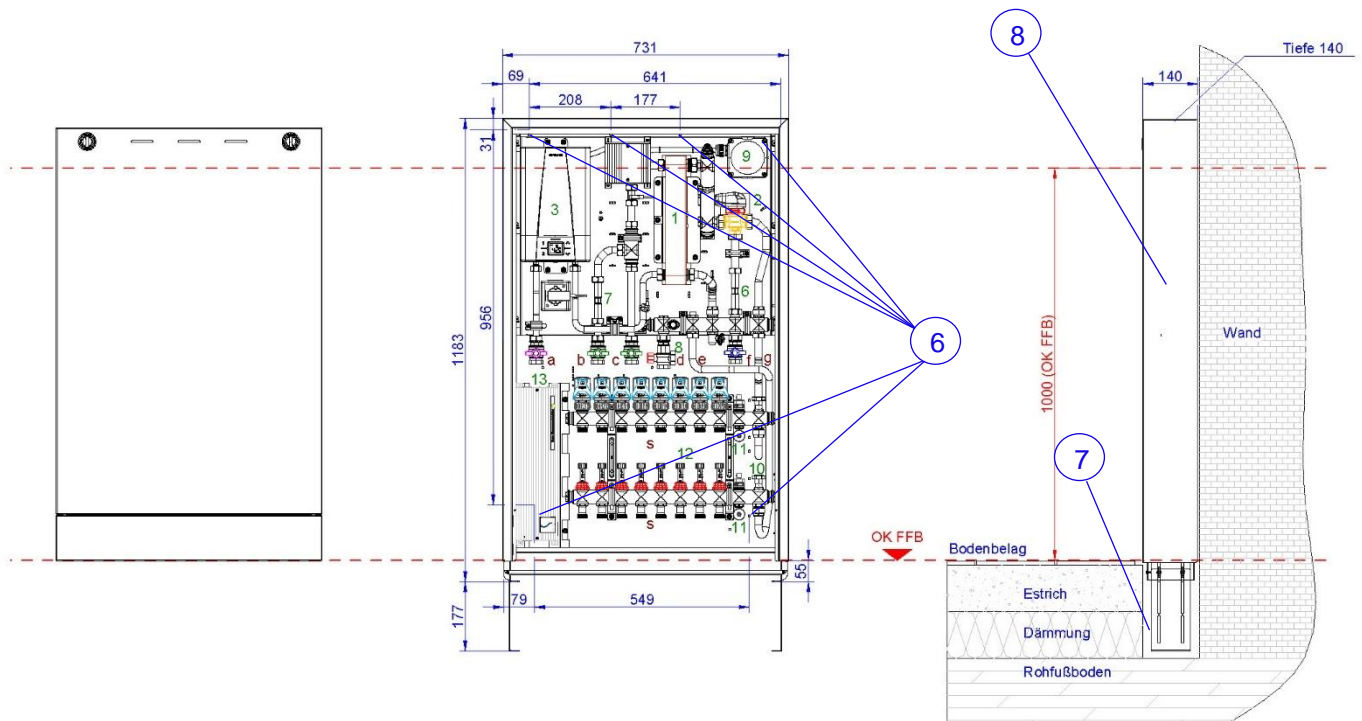 8
731
Tiefe 140
69
641
140
208
177
31
9
2
3
1
6
7
6
956
1183
8
a
b
c
m
d
e
f
g
13
1000 (OK FFB)
Wand
7
s
12
11
10
s
11
OK FFB
Bodenbelag
55
79
549
177
Estrich
Dämmung
Rohfußboden